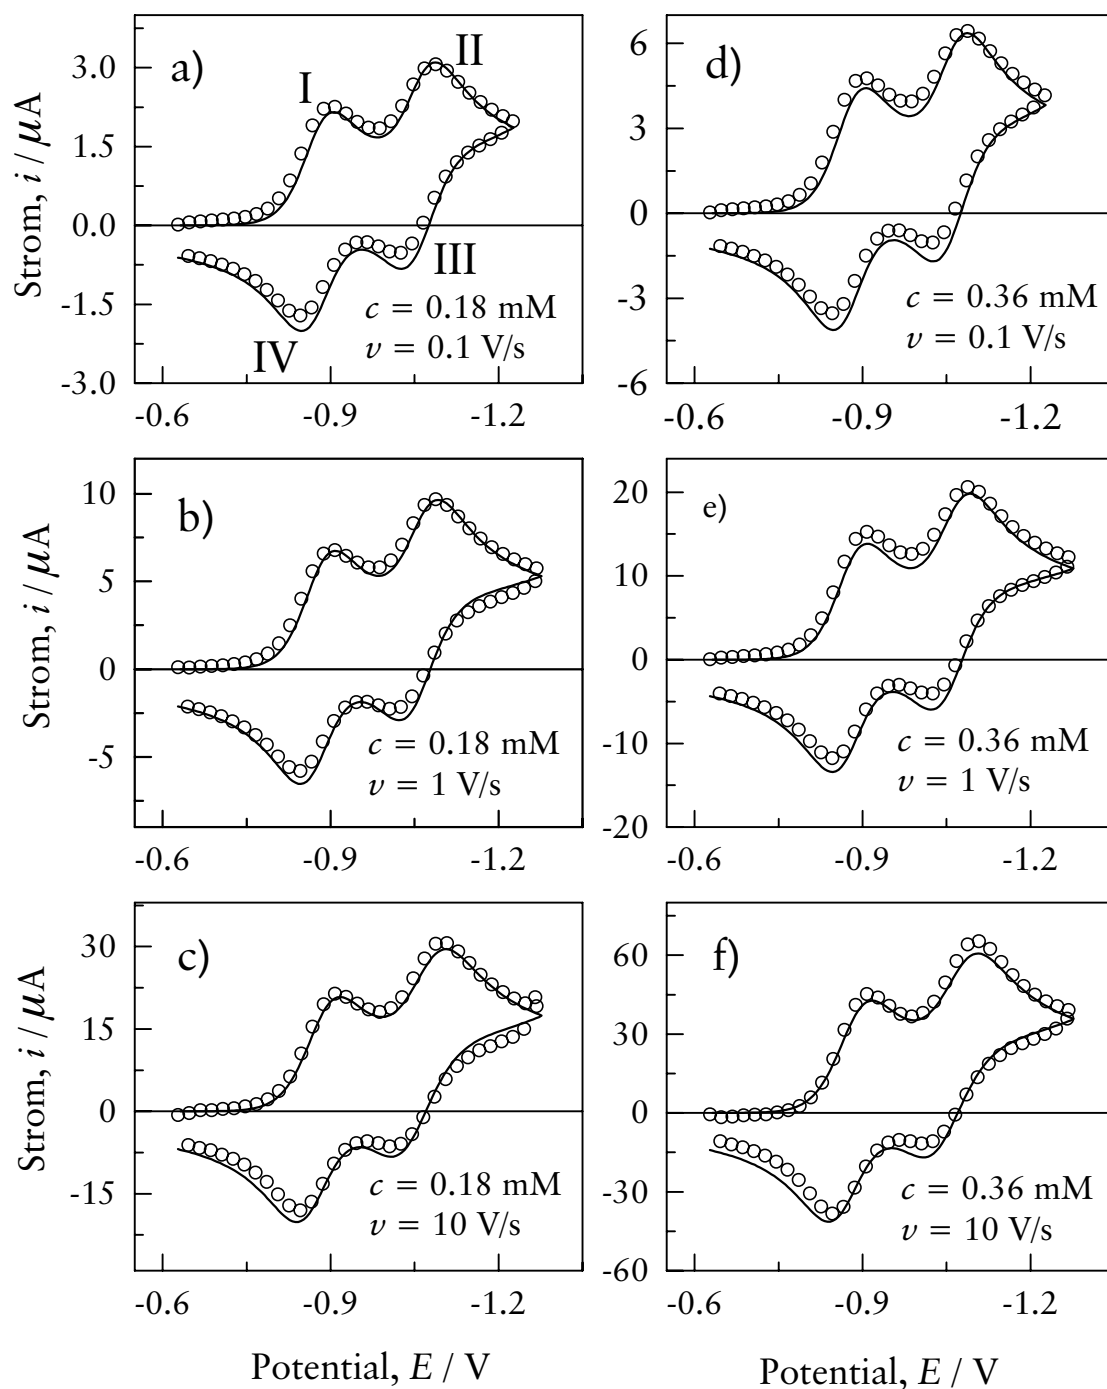 a)
I
II
III
IV
c = 0.18 mM
ν = 0.1 V/s
3.0
1.5
0.0
-1.5
-3.0
Strom, i / μA
-0.6
-0.9
-1.2
d)
c = 0.36 mM
ν = 0.1 V/s
6
3
0
-3
-6
-0.6
-0.9
-1.2
b)
c = 0.18 mM
ν = 1 V/s
10
5
0
-5
Strom, i / μA
-0.6
-0.9
-1.2
e)
c = 0.36 mM
ν = 1 V/s
20
10
0
-10
-20
-0.6
-0.9
-1.2
c)
c = 0.18 mM
ν = 10 V/s
30
15
0
-15
Strom, i / μA
-0.6
-0.9
-1.2
Potential, E / V
f)
c = 0.36 mM
ν = 10 V/s
60
30
0
-30
-60
-0.6
-0.9
-1.2
Potential, E / V